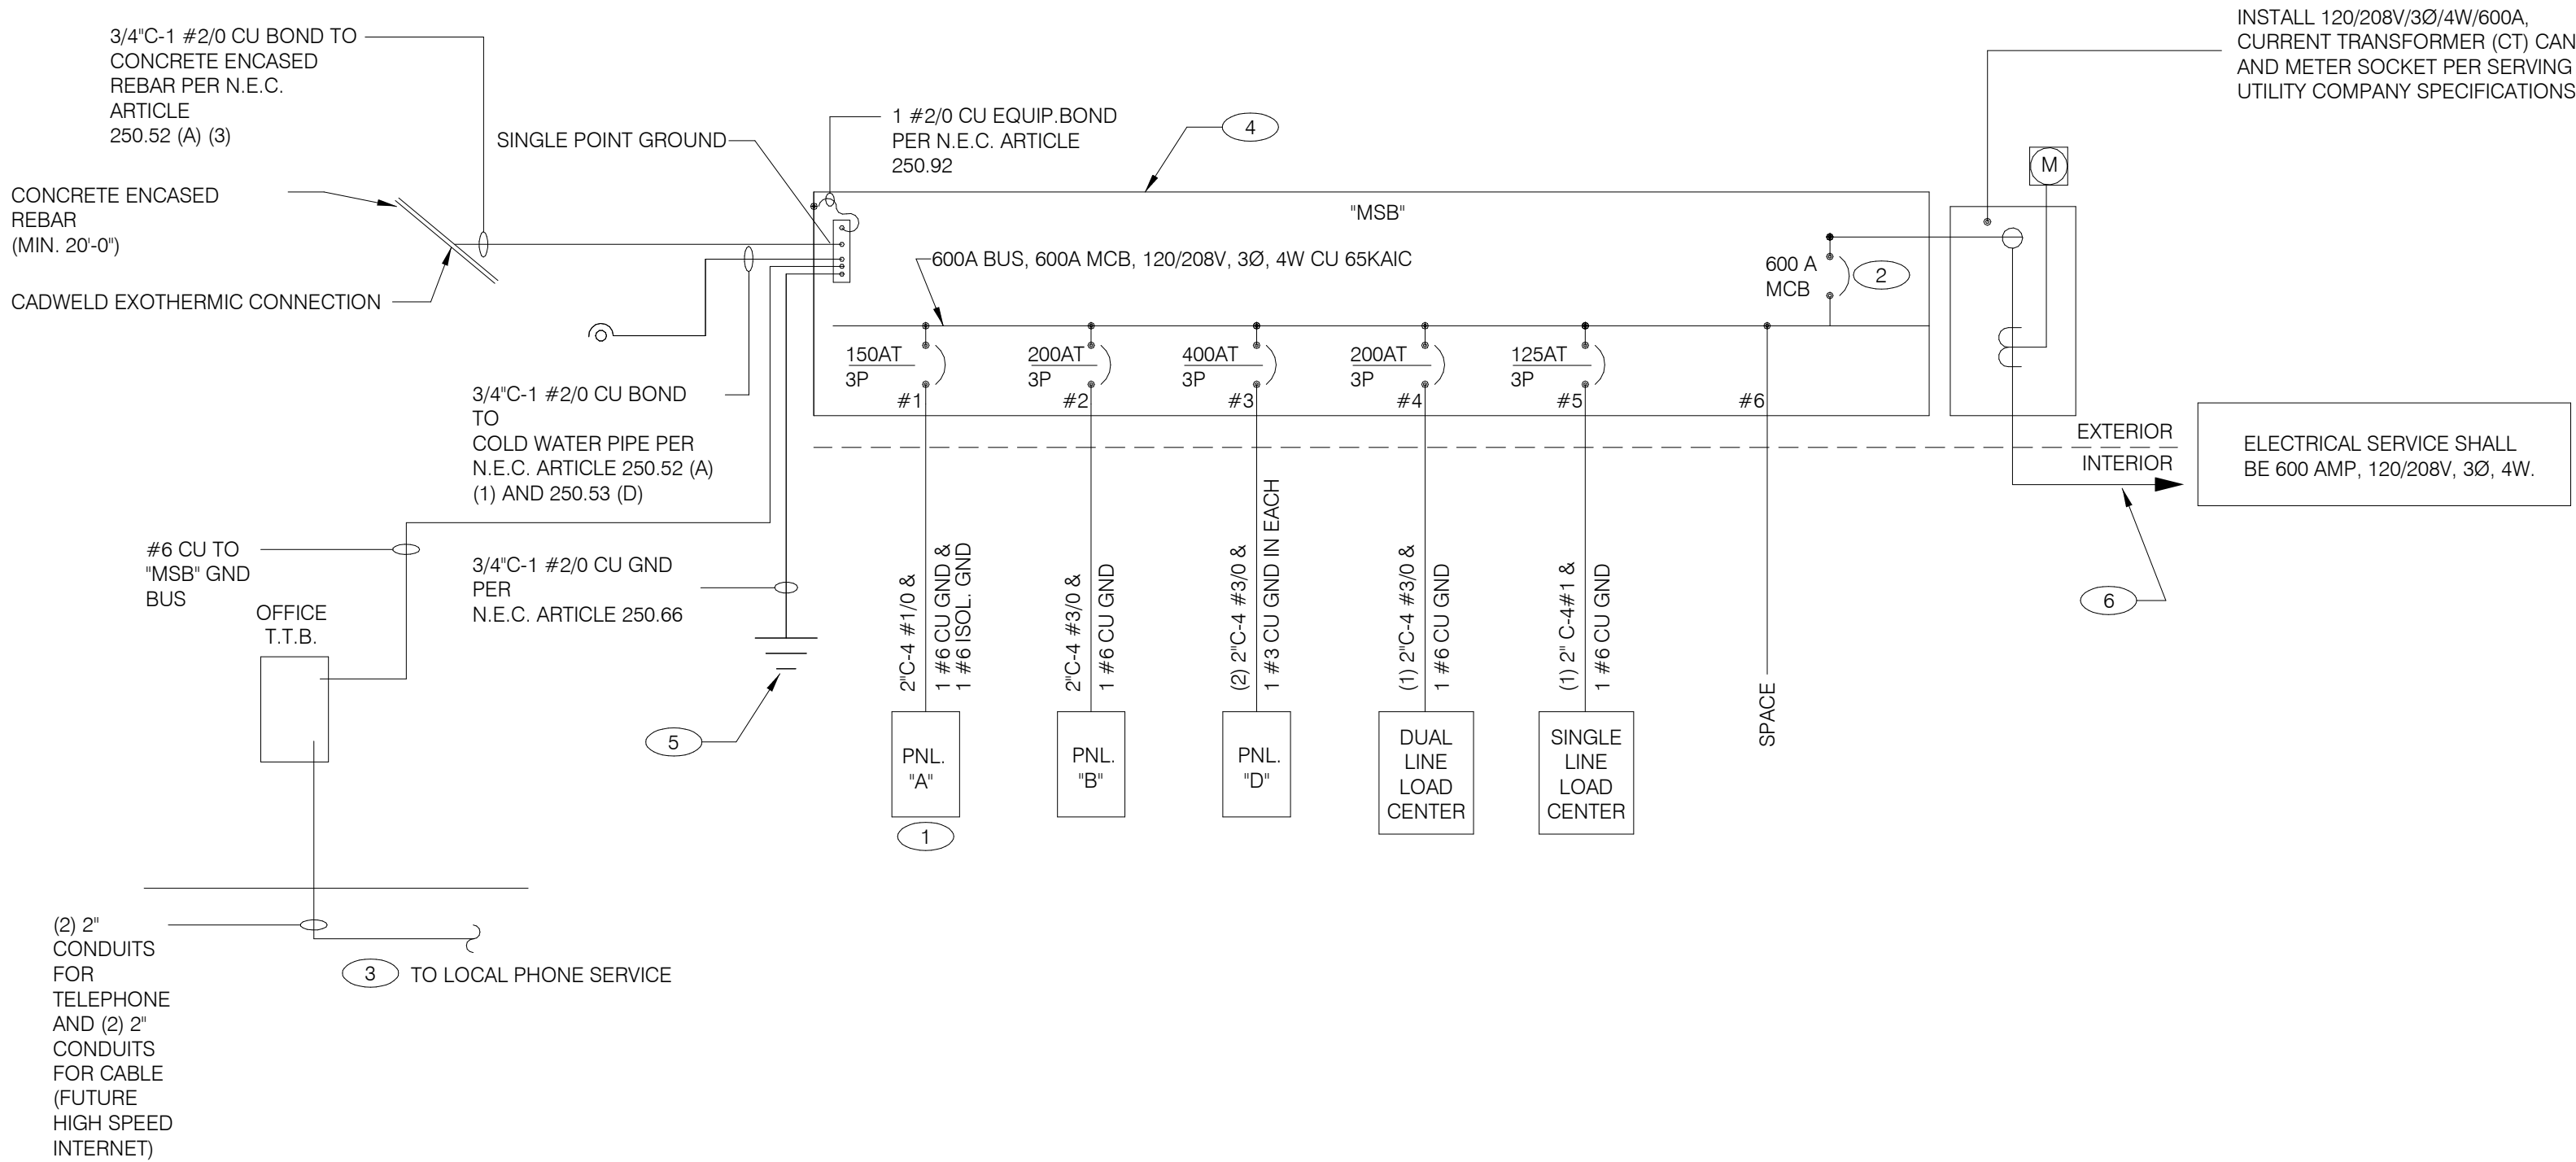 3/4"C-1 #2/0 CU BOND TO
CONCRETE ENCASED
REBAR PER N.E.C.
ARTICLE
250.52 (A) (3)
SINGLE POINT GROUND
1 #2/0 CU EQUIP.BOND
PER N.E.C. ARTICLE
250.92
4
INSTALL 120/208V/3Ø/4W/600A,
CURRENT TRANSFORMER (CT) CAN
AND METER SOCKET PER SERVING
UTILITY COMPANY SPECIFICATIONS
M
CONCRETE ENCASED
REBAR
(MIN. 20'-0")
CADWELD EXOTHERMIC CONNECTION
"MSB"
600A BUS, 600A MCB, 120/208V, 3Ø, 4W CU 65KAIC
600 A
MCB
2
150AT
3P
#1
200AT
3P
#2
400AT
3P
#3
200AT
3P
#4
125AT
3P
#5
#6
EXTERIOR
INTERIOR
ELECTRICAL SERVICE SHALL
BE 600 AMP, 120/208V, 3Ø, 4W.
6
3/4"C-1 #2/0 CU BOND
TO
COLD WATER PIPE PER
N.E.C. ARTICLE 250.52 (A)
(1) AND 250.53 (D)
#6 CU TO
"MSB" GND
BUS
3/4"C-1 #2/0 CU GND
PER
N.E.C. ARTICLE 250.66
OFFICE
T.T.B.
5
2"C-4 #1/0 &
1 #6 CU GND &
1 #6 ISOL. GND
2"C-4 #3/0 &
1 #6 CU GND
(2) 2"C-4 #3/0 &
1 #3 CU GND IN EACH
(1) 2"C-4 #3/0 &
1 #6 CU GND
(1) 2" C-4#1 &
1 #6 CU GND
SPACE
PNL.
"A"
1
PNL.
"B"
PNL.
"D"
DUAL
LINE
LOAD
CENTER
SINGLE
LINE
LOAD
CENTER
(2) 2"
CONDUITS
FOR
TELEPHONE
AND (2) 2"
CONDUITS
FOR CABLE
(FUTURE
HIGH SPEED
INTERNET)
3 TO LOCAL PHONE SERVICE